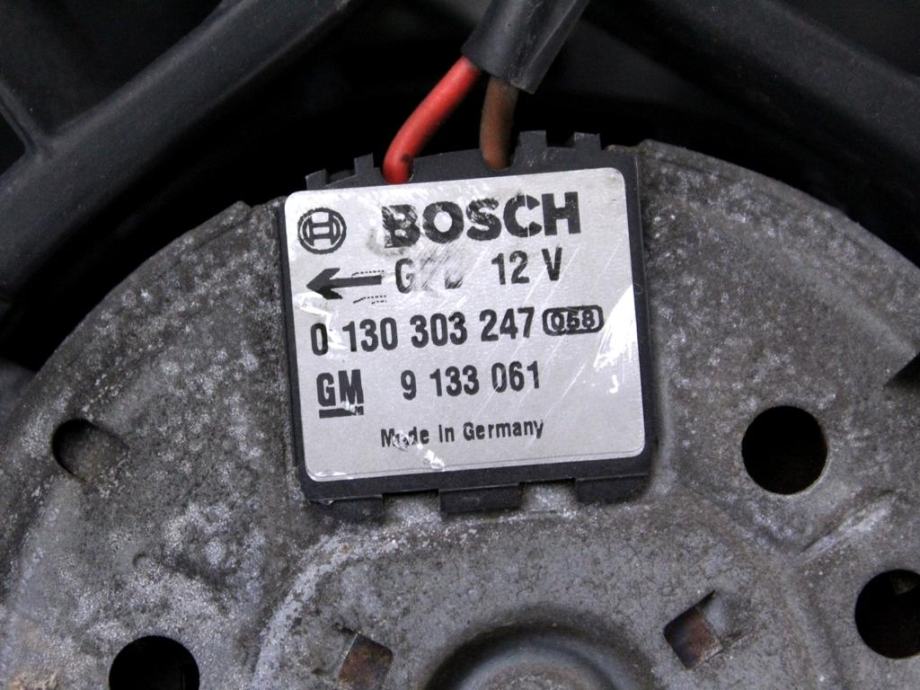 BOSCH
12 V
0 130 303 247 058
GM 9 133 061
Made in Germany